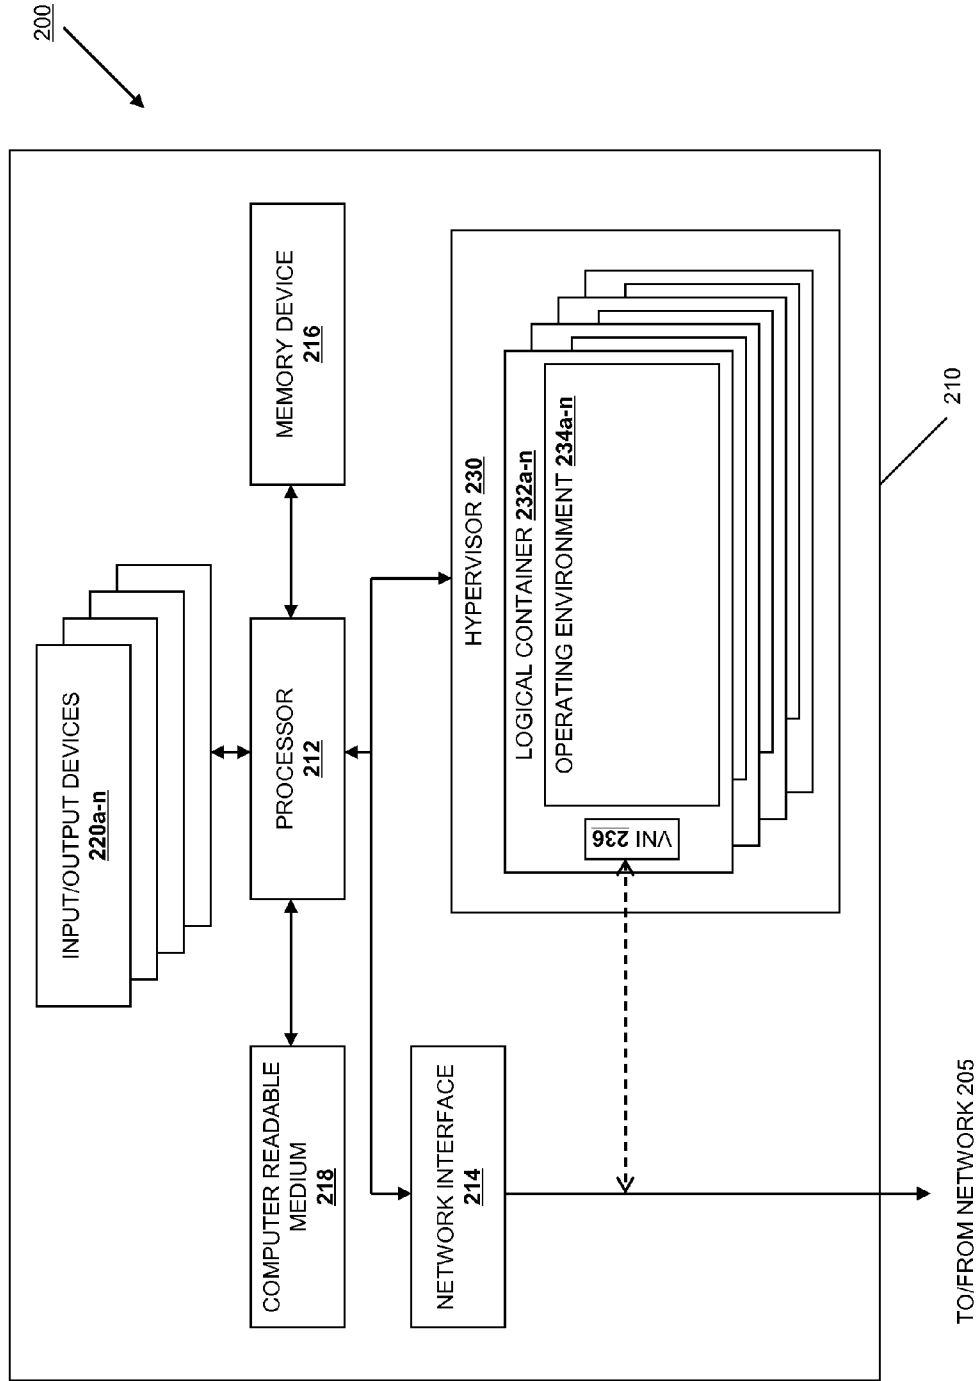 200
INPUT/OUTPUT DEVICES
220a-n
COMPUTER READABLE
MEDIUM
218
PROCESSOR
212
MEMORY DEVICE
216
NETWORK INTERFACE
214
HYPERVISOR 230
LOGICAL CONTAINER 232a-n
OPERATING ENVIRONMENT 234a-n
VNI 236
210
TO/FROM NETWORK 205